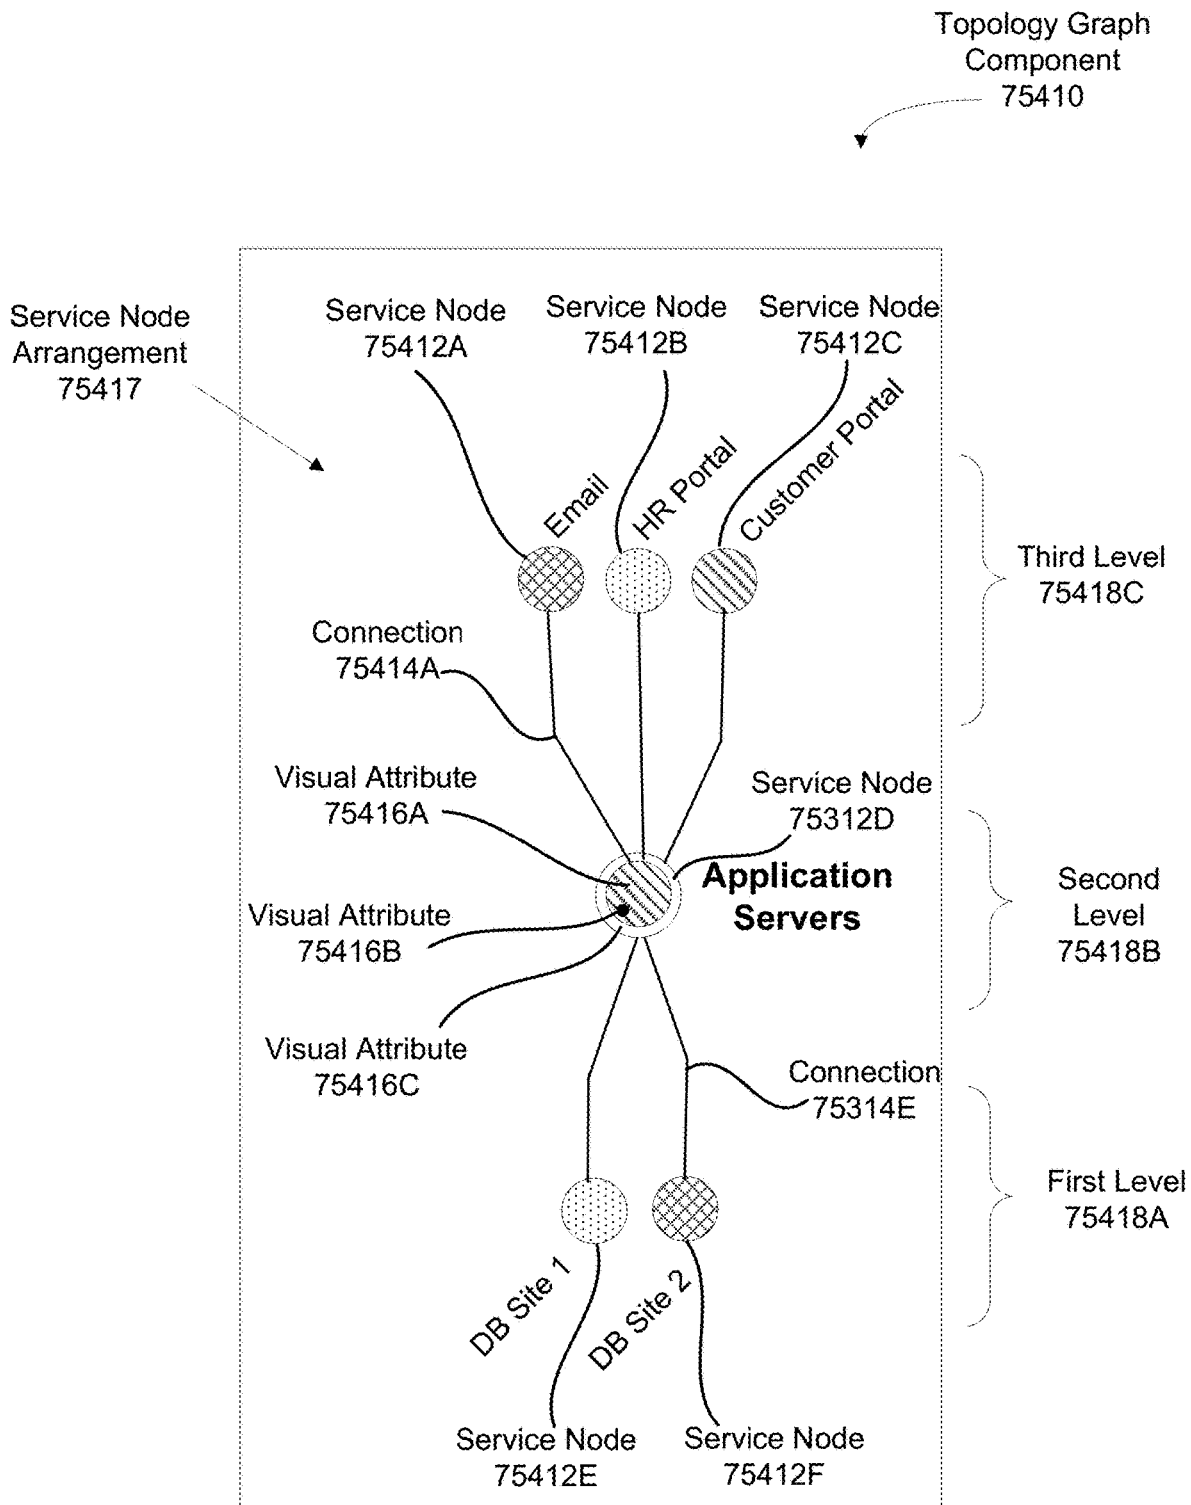 Topology Graph
Component
75410
Service Node
Arrangement
75417
Service Node
75412A
Service Node
75412B
Service Node
75412C
Email
HR Portal
Customer Portal
Third Level
75418C
Connection
75414A
Visual Attribute
75416A
Service Node
75312D
Application
Servers
Second
Level
75418B
Visual Attribute
75416B
Visual Attribute
75416C
Connection
75314E
First Level
75418A
DB Site 1
DB Site 2
Service Node
75412E
Service Node
75412F